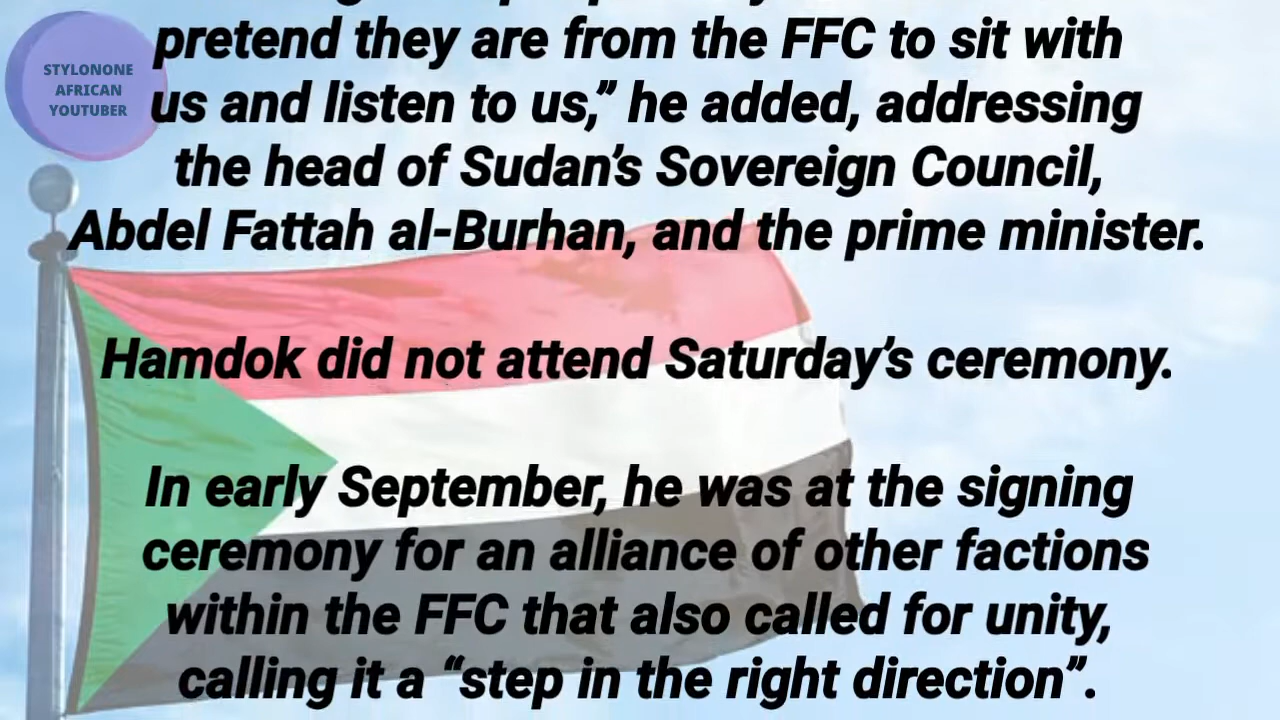 STYLONONE
AFRICAN
YOUTUBER
pretend they are from the FFC to sit with
us and listen to us,” he added, addressing
the head of Sudan’s Sovereign Council,
Abdel Fattah al-Burhan, and the prime minister.
Hamdok did not attend Saturday’s ceremony.
In early September, he was at the signing
ceremony for an alliance of other factions
within the FFC that also called for unity,
calling it a “step in the right direction”.